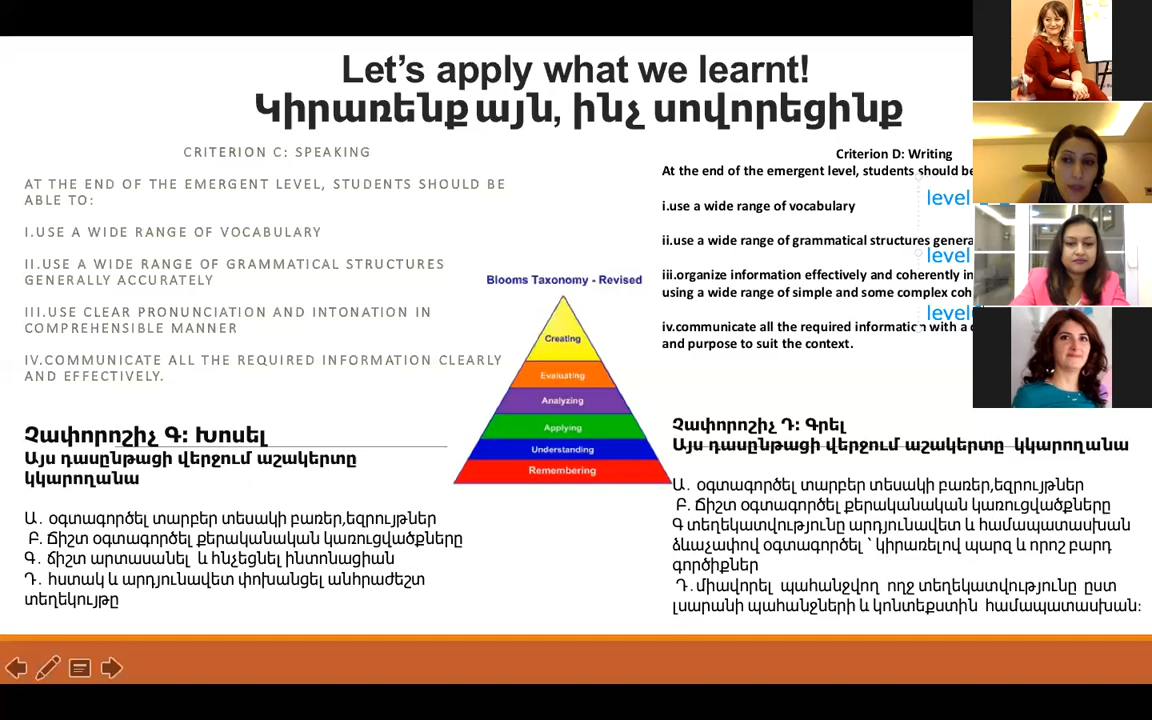 Let's apply what we learnt!
Կիրառենք այն, ինչ սովորեցինք
CRITERION C: SPEAKING
AT THE END OF THE EMERGENT LEVEL, STUDENTS SHOULD BE
ABLE TO:
I.USE A WIDE RANGE OF VOCABULARY
II.USE A WIDE RANGE OF GRAMMATICAL STRUCTURES
GENERALLY ACCURATELY
III.USE CLEAR PRONUNCIATION AND INTONATION IN
COMPREHENSIBLE MANNER
IV.COMMUNICATE ALL THE REQUIRED INFORMATION CLEARLY
AND EFFECTIVELY.
Չափորոշիչ Գ: Խոսել
Այս դասընթացի վերջում աշակերտը
կկարողանա
Ա. օգտագործել տարբեր տեսակի բառեր,եզրույթներ
Բ. Ճիշտ օգտագործել քերականական կառուցվածքները
Գ. ճիշտ արտասանել և հնչեցնել ինտոնացիան
Դ. հստակ և արդյունավետ փոխանցել անհրաժեշտ
տեղեկույթը
Blooms Taxonomy - Revised
Creating
Evaluating
Analyzing
Applying
Understanding
Remembering
Criterion D: Writing
At the end of the emergent level, students should be
level
i.use a wide range of vocabulary
ii.use a wide range of grammatical structures genera
level
iii.organize information effectively and coherently in
using a wide range of simple and some complex coh
level
iv.communicate all the required information with a
and purpose to suit the context.
Չափորոշիչ Դ: Գրել
Այս դասընթացի վերջում աշակերտը կկարողանա
Ա. օգտագործել տարբեր տեսակի բառեր,եզրույթներ
Բ. Ճիշտ օգտագործել քերականական կառուցվածքները
Գ տեղեկատվությունը արդյունավետ և համապատասխան
ձևաչափով օգտագործել ՝ կիրառելով պարզ և որոշ բարդ
գործիքներ
Դ.միավորել պահանջվող ողջ տեղեկատվությունը ըստ
լսարանի պահանջների և կոնտեքստին համապատասխան: